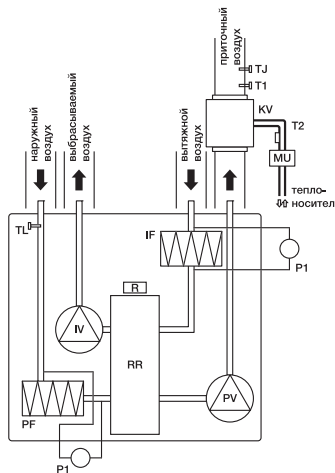 наружный
воздух
выбрасываемый
воздух
вытяжной
воздух
приточный
воздух
TJ
T1
KV
T2
MU
тепло-
носител
TL
IF
P1
R
IV
RR
PV
PF
P1